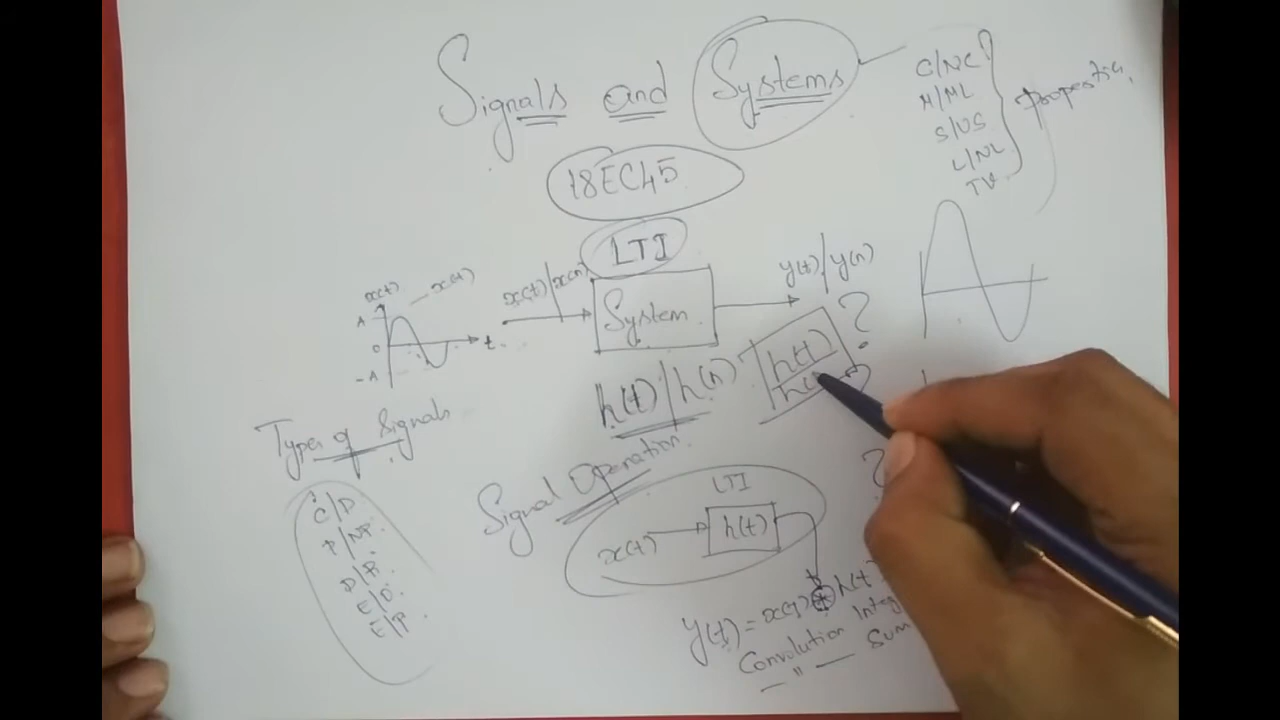 Signals and Systems
18EC45
C/NC
M/ML
S/US
L/NL
TV
Properties
LTI
x(t)
A
0
-A
x(t)
t
x(t)/x(n)
System
y(t)/y(n)
?
h(t)/h(n)
h(t)
Types of Signals
C/D
P/NP
D/R
E/O
E/P
Signal Operation
LTI
x(t)
h(t)
?
y(t) = x(t) * h(t)
Convolution
— " — Sum